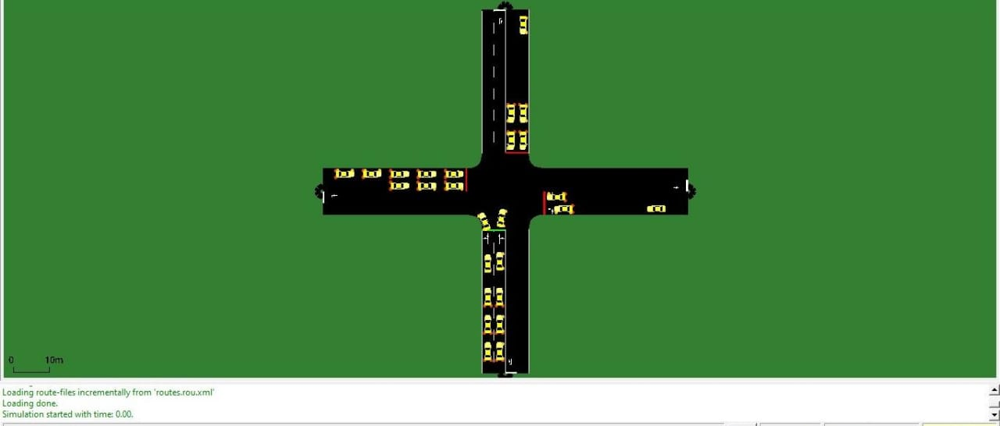 0 10m
Loading route-files incrementally from 'routes.rou.xml'
Loading done.
Simulation started with time: 0.00.